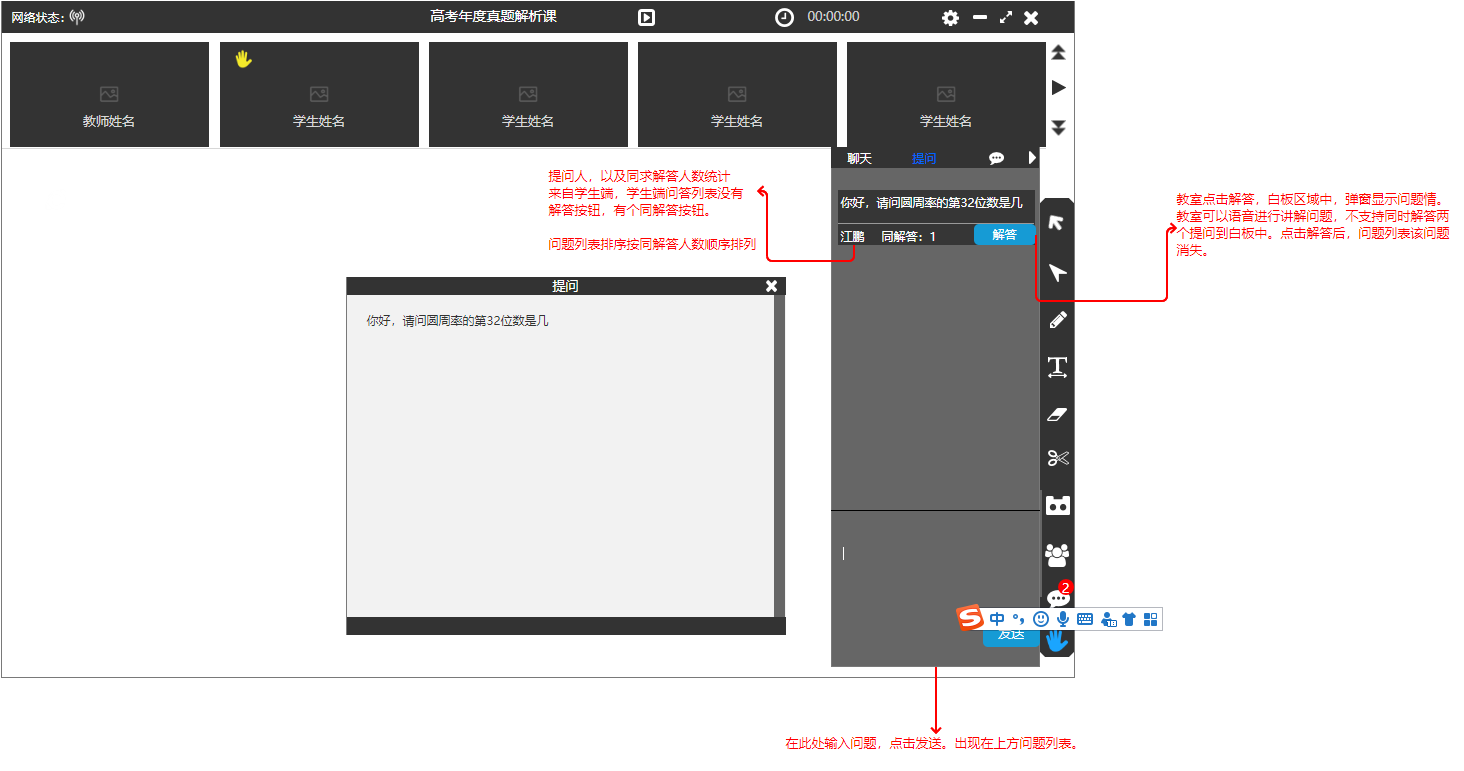 网络状态：
高考年度真题解析课
00:00:00
教师姓名
学生姓名
学生姓名
学生姓名
学生姓名
聊天
提问
提问人，以及同求解答人数统计
来自学生端，学生端问答列表没有
解答按钮，有个同解答按钮。
问题列表排序按同解答人数顺序排列
你好，请问圆周率的第32位数是几
江鹏
同解答：1
解答
教室点击解答，白板区域中，弹窗显示问题情。
教室可以语音进行讲解问题，不支持同时解答两
个提问到白板中。点击解答后，问题列表该问题
消失。
提问
你好，请问圆周率的第32位数是几
2
中
发送
在此处输入问题，点击发送。出现在上方问题列表。